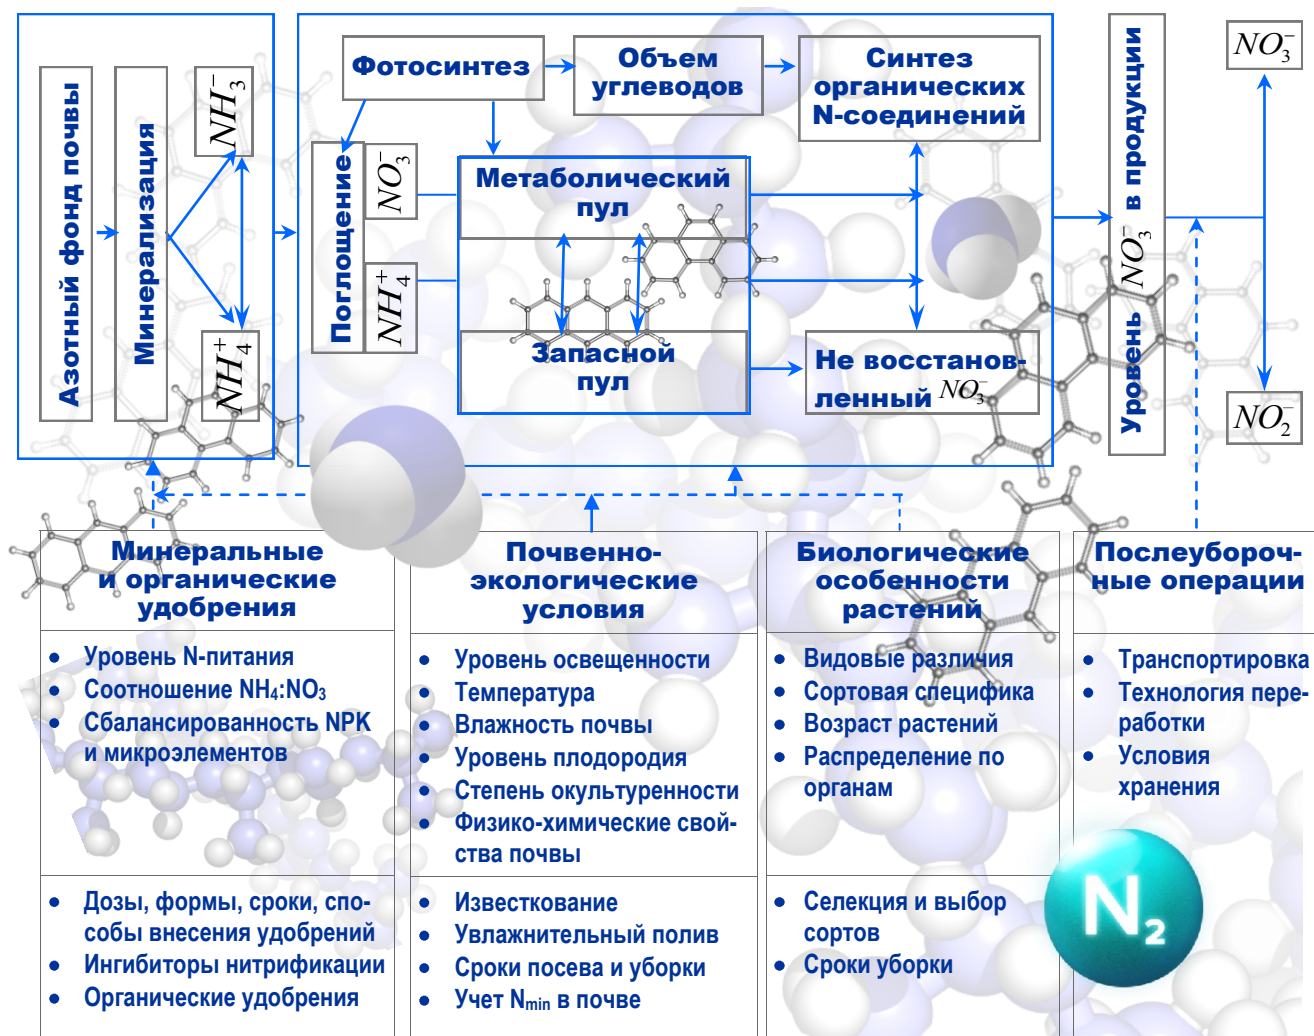 Азотный фонд почвы
Минерализация
NH₃⁻
NH₄⁺
Фотосинтез
Объем
углеводов
Синтез
органических
N-соединений
Поглощение
NO₃⁻
NH₄⁺
Метаболический
пул
Запасной
пул
Не восстанов-
ленный NO₃⁻
Уровень NO₃⁻ в продукции
NO₃⁻
NO₂⁻
Минеральные
и органические
удобрения
• Уровень N-питания
• Соотношение NH₄:NO₃
• Сбалансированность NPK
и микроэлементов
• Дозы, формы, сроки, спо-
собы внесения удобрений
• Ингибиторы нитрификации
• Органические удобрения
Почвенно-
экологические
условия
• Уровень освещенности
• Температура
• Влажность почвы
• Уровень плодородия
• Степень окультуренности
• Физико-химические свой-
ства почвы
• Известкование
• Увлажнительный полив
• Сроки посева и уборки
• Учет Nmin в почве
Биологические
особенности
растений
• Видовые различия
• Сортовая специфика
• Возраст растений
• Распределение по
органам
• Селекция и выбор
сортов
• Сроки уборки
Послеубороч-
ные операции
• Транспортировка
• Технология пере-
работки
• Условия
хранения
N₂